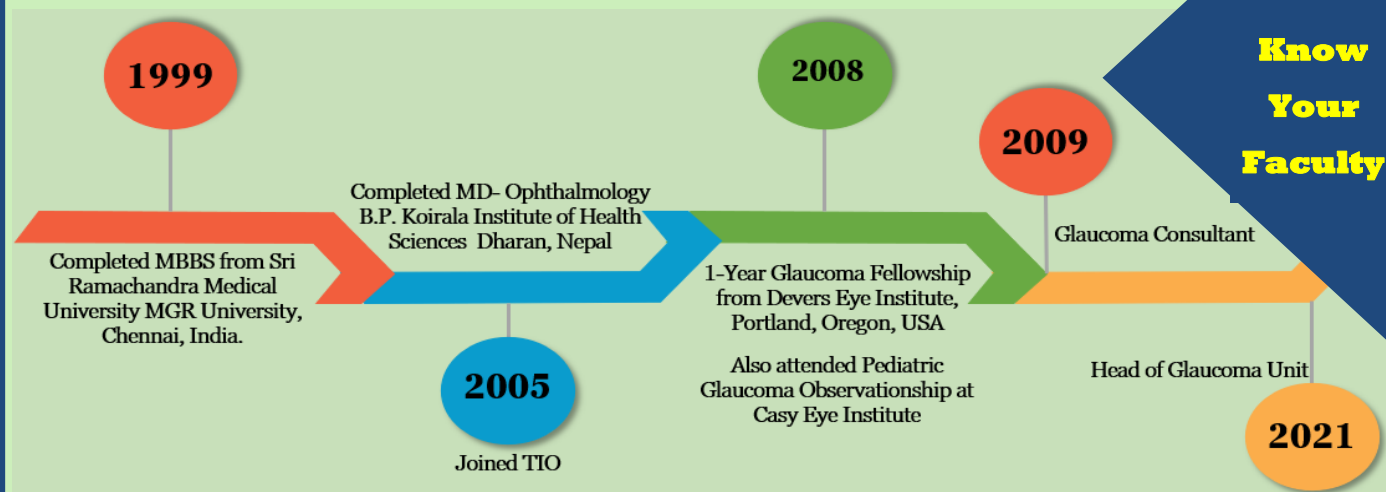 Know
Your
Faculty
1999
Completed MBBS from Sri
Ramachandra Medical
University MGR University,
Chennai, India.
Completed MD- Ophthalmology
B.P. Koirala Institute of Health
Sciences Dharan, Nepal
2005
Joined TIO
2008
1-Year Glaucoma Fellowship
from Devers Eye Institute,
Portland, Oregon, USA
Also attended Pediatric
Glaucoma Observationship at
Casy Eye Institute
2009
Glaucoma Consultant
Head of Glaucoma Unit
2021